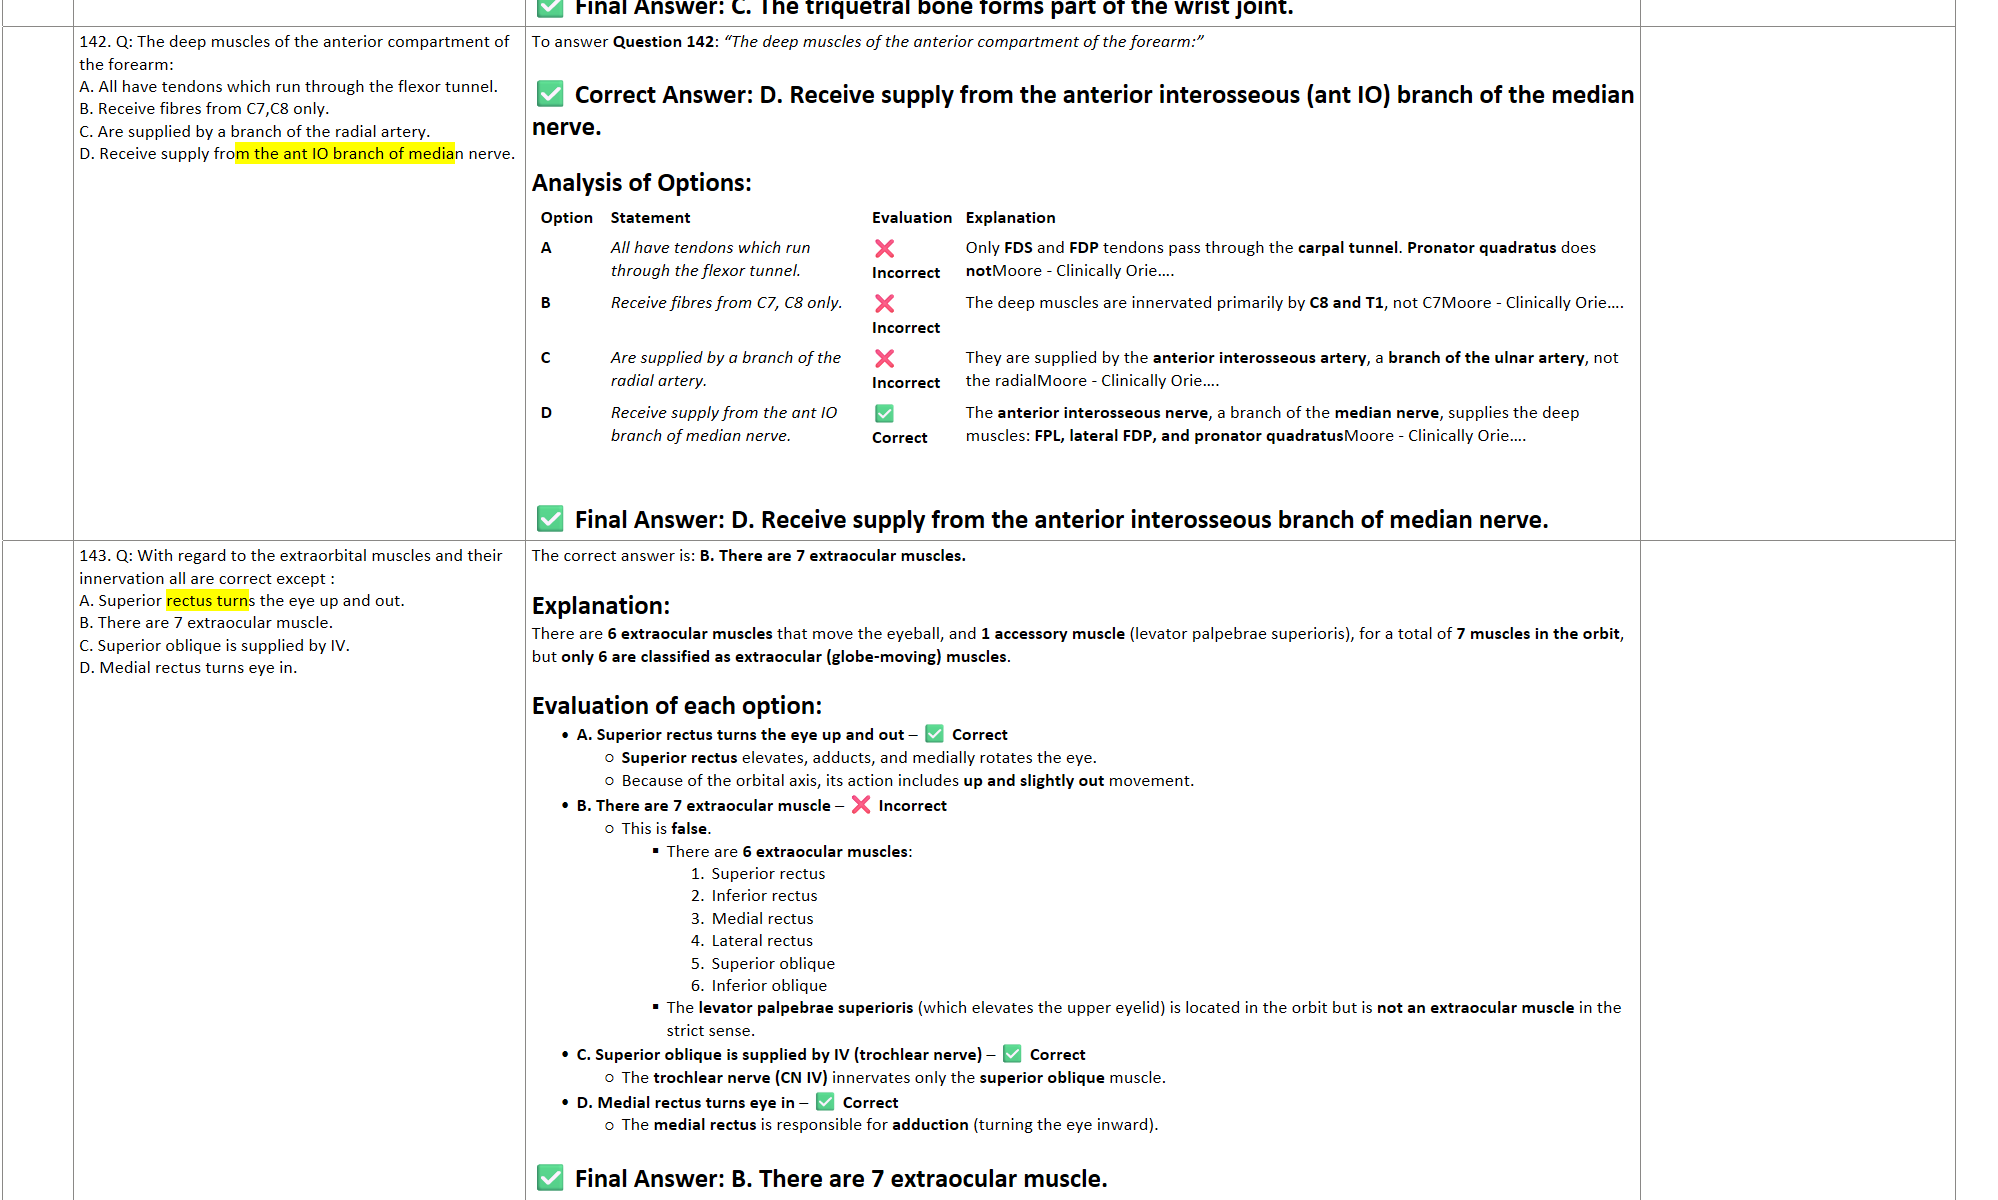 ✅ Final Answer: C. The triquetral bone forms part of the wrist joint.
142. Q: The deep muscles of the anterior compartment of
the forearm:
A. All have tendons which run through the flexor tunnel.
B. Receive fibres from C7,C8 only.
C. Are supplied by a branch of the radial artery.
D. Receive supply from the ant IO branch of median nerve.
To answer Question 142: “The deep muscles of the anterior compartment of the forearm:”
✅ Correct Answer: D. Receive supply from the anterior interosseous (ant IO) branch of the median
nerve.
Analysis of Options:
Option Statement Evaluation Explanation
A All have tendons which run through the flexor tunnel. ❌ Incorrect Only FDS and FDP tendons pass through the carpal tunnel. Pronator quadratus does notMoore - Clinically Orie....
B Receive fibres from C7, C8 only. ❌ Incorrect The deep muscles are innervated primarily by C8 and T1, not C7Moore - Clinically Orie....
C Are supplied by a branch of the radial artery. ❌ Incorrect They are supplied by the anterior interosseous artery, a branch of the ulnar artery, not the radialMoore - Clinically Orie....
D Receive supply from the ant IO branch of median nerve. ✅ Correct The anterior interosseous nerve, a branch of the median nerve, supplies the deep muscles: FPL, lateral FDP, and pronator quadratusMoore - Clinically Orie....
✅ Final Answer: D. Receive supply from the anterior interosseous branch of median nerve.
143. Q: With regard to the extraorbital muscles and their
innervation all are correct except :
A. Superior rectus turns the eye up and out.
B. There are 7 extraocular muscle.
C. Superior oblique is supplied by IV.
D. Medial rectus turns eye in.
The correct answer is: B. There are 7 extraocular muscles.
Explanation:
There are 6 extraocular muscles that move the eyeball, and 1 accessory muscle (levator palpebrae superioris), for a total of 7 muscles in the orbit,
but only 6 are classified as extraocular (globe-moving) muscles.
Evaluation of each option:
• A. Superior rectus turns the eye up and out – ✅ Correct
○ Superior rectus elevates, adducts, and medially rotates the eye.
○ Because of the orbital axis, its action includes up and slightly out movement.
• B. There are 7 extraocular muscle – ❌ Incorrect
○ This is false.
▪ There are 6 extraocular muscles:
1. Superior rectus
2. Inferior rectus
3. Medial rectus
4. Lateral rectus
5. Superior oblique
6. Inferior oblique
▪ The levator palpebrae superioris (which elevates the upper eyelid) is located in the orbit but is not an extraocular muscle in the
strict sense.
• C. Superior oblique is supplied by IV (trochlear nerve) – ✅ Correct
○ The trochlear nerve (CN IV) innervates only the superior oblique muscle.
• D. Medial rectus turns eye in – ✅ Correct
○ The medial rectus is responsible for adduction (turning the eye inward).
✅ Final Answer: B. There are 7 extraocular muscle.